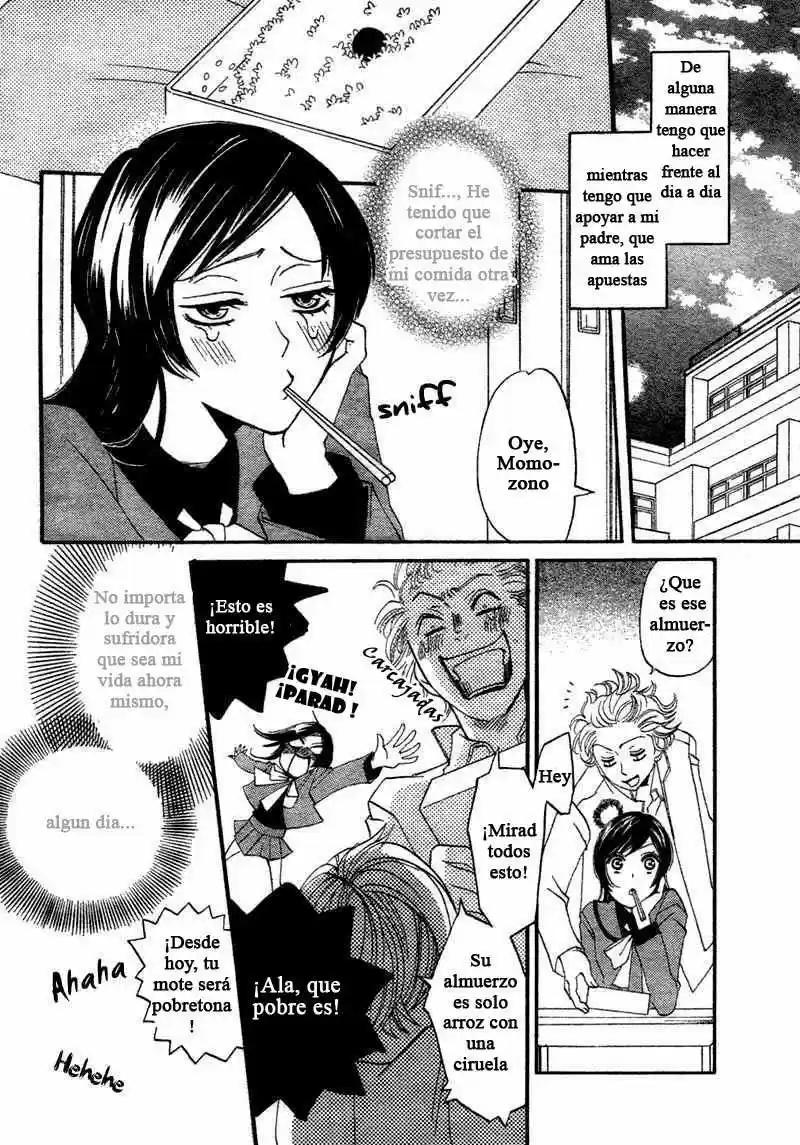 De
alguna
manera
tengo que
hacer
frente al
dia a dia
mientras
tengo que
apoyar a mi
padre, que
ama las
apuestas
Snif..., He
tenido que
cortar el
presupuesto de
mi comida otra
vez...
sniff
Oye,
Momo-
zono
¿Que
es ese
almuer-
zo?
Hey
¡Mirad
todos
esto!
Carcajadas
Su
almuerzo
es solo
arroz con
una
ciruela
¡Esto es
horrible!
¡GYAH!
¡PARAD !
¡Ala, que
pobre es!
¡Desde
hoy, tu
mote será
pobretona
!
Ahaha
Hehehe
No importa
lo dura y
sufridora
que sea mi
vida ahora
mismo,
algun dia...